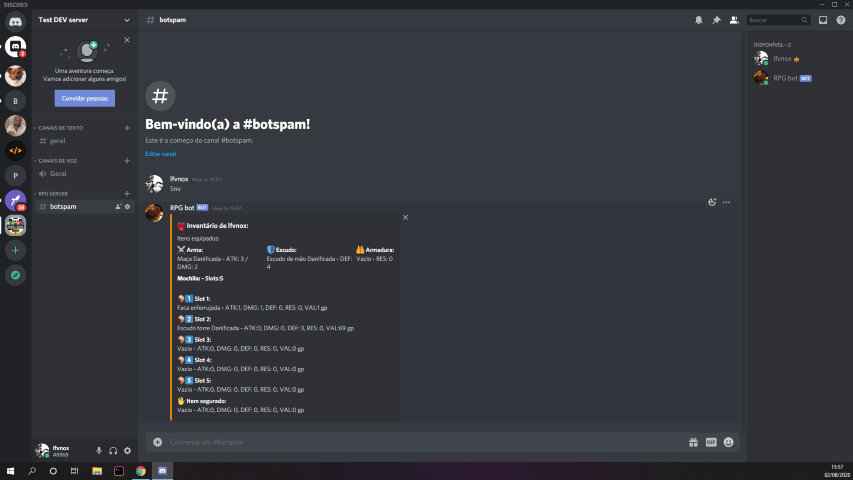 DISCORD
Test DEV server
botspam
Buscar
Uma aventura começa.
Vamos adicionar alguns amigos!
Convidar pessoas
CANAIS DE TEXTO
geral
CANAIS DE VOZ
Geral
RPG SERVER
botspam
2
B
</>
P
33
Bem-vindo(a) a #botspam!
Este é o começo do canal #botspam.
Editar canal
lfvnox Hoje às 15:57
$inv
RPG bot BOT Hoje às 15:57
Inventário de lfvnox:
Itens equipados:
Arma:
Maça Danificada - ATK: 3 /
DMG: 2
Escudo:
Escudo de mão Danificada - DEF:
4
Armadura:
Vazio - RES: 0
Mochila: - Slots:5
1 Slot 1:
Faca enferrujada - ATK:1, DMG: 1, DEF: 0, RES: 0, VAL:1 gp
2 Slot 2:
Escudo torre Danificada - ATK:0, DMG: 0, DEF: 3, RES: 0, VAL:69 gp
3 Slot 3:
Vazio - ATK:0, DMG: 0, DEF: 0, RES: 0, VAL:0 gp
4 Slot 4:
Vazio - ATK:0, DMG: 0, DEF: 0, RES: 0, VAL:0 gp
5 Slot 5:
Vazio - ATK:0, DMG: 0, DEF: 0, RES: 0, VAL:0 gp
Item segurado:
Vazio - ATK:0, DMG: 0, DEF: 0, RES: 0, VAL:0 gp
Conversar em #botspam
GIF
DISPONÍVEL—2
lfvnox
RPG bot BOT
lfvnox
#8868
15:57
02/08/2020